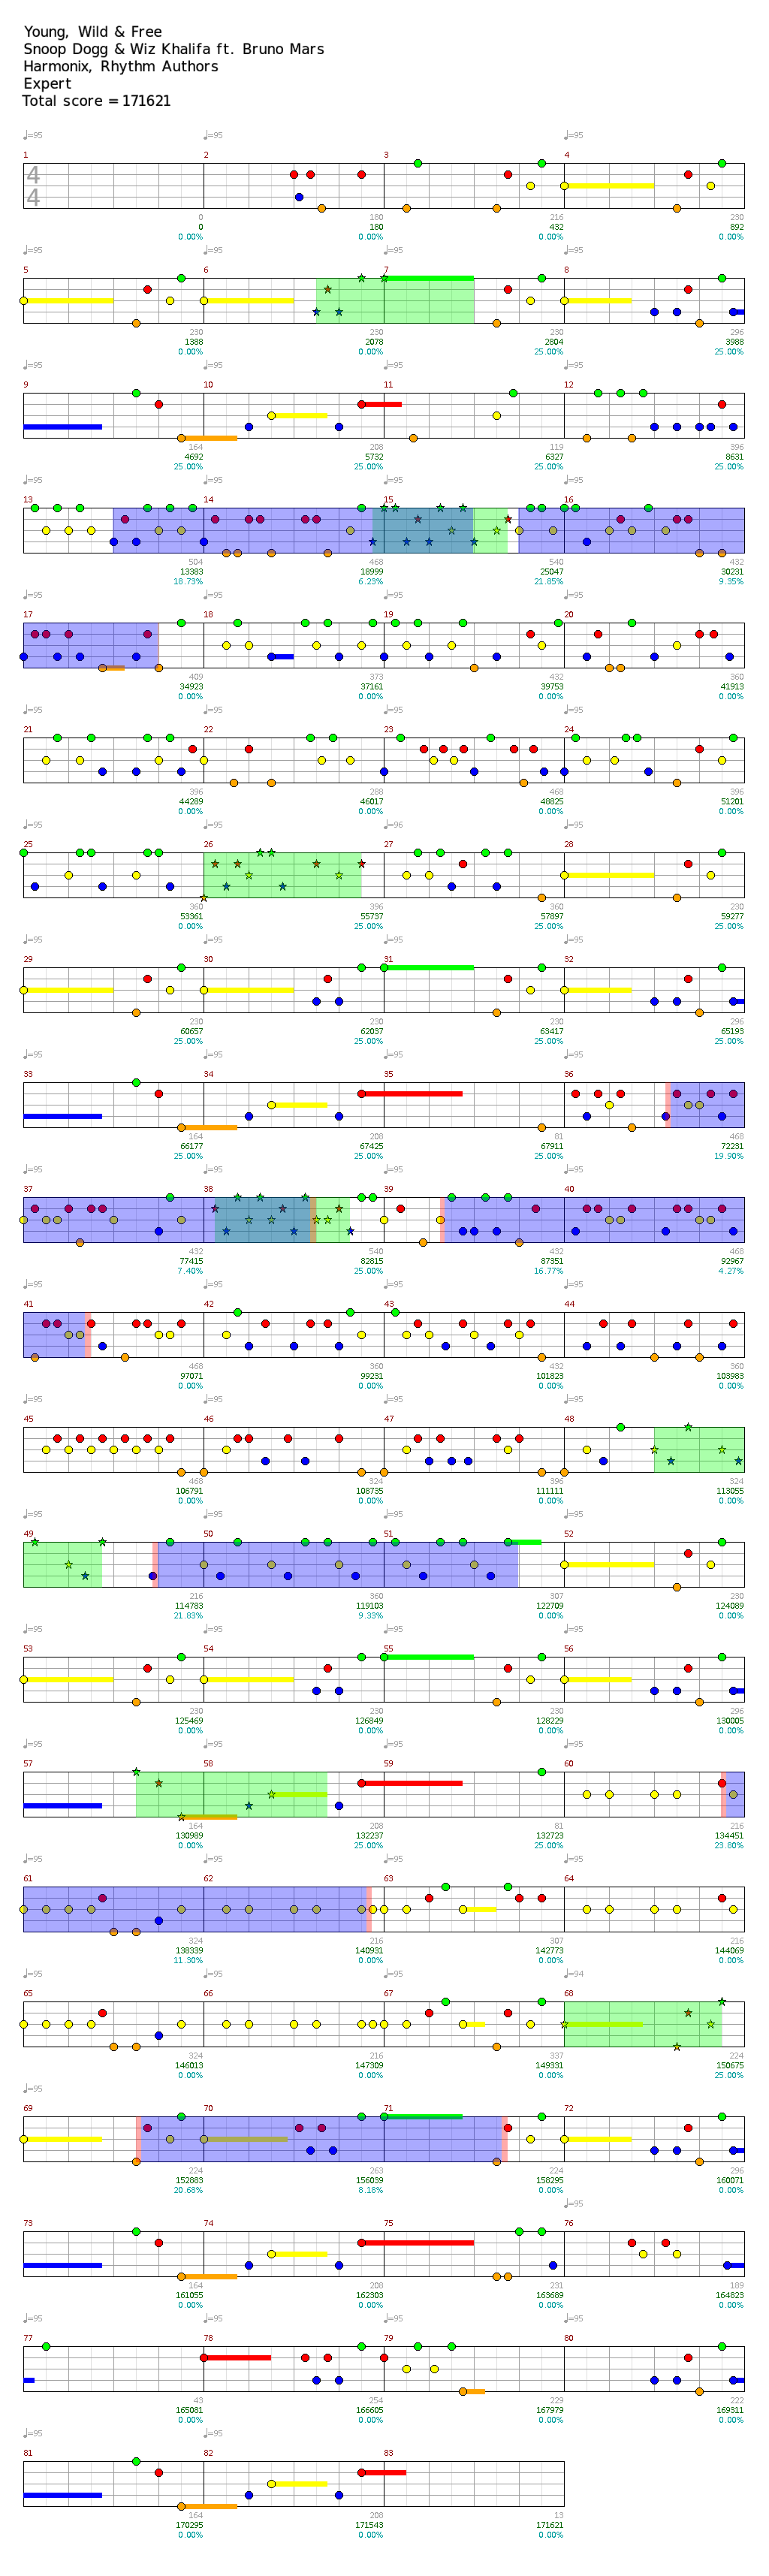 Young, Wild & Free
Snoop Dogg & Wiz Khalifa ft. Bruno Mars
Harmonix, Rhythm Authors
Expert
Total score = 171621
♩=95 ♩=95 ♩=95
1 2 3 4
4
4
0 180 216 230
0 180 432 892
0.00% 0.00% 0.00% 0.00%
♩=95 ♩=95 ♩=95 ♩=95
5 6 7 8
230 230 230 296
1388 2078 2804 3988
0.00% 0.00% 25.00% 25.00%
♩=95 ♩=95 ♩=95 ♩=95
9 10 11 12
164 208 119 396
4692 5732 6327 8631
25.00% 25.00% 25.00% 25.00%
♩=95 ♩=95 ♩=95 ♩=95
13 14 15 16
504 468 540 432
13383 18999 25047 30231
18.73% 6.23% 21.85% 9.35%
♩=95 ♩=95 ♩=95 ♩=95
17 18 19 20
409 373 432 360
34923 37161 39753 41913
0.00% 0.00% 0.00% 0.00%
♩=95 ♩=95 ♩=95 ♩=95
21 22 23 24
396 288 468 396
44289 46017 48825 51201
0.00% 0.00% 0.00% 0.00%
♩=95 ♩=95 ♩=96 ♩=95
25 26 27 28
360 396 360 230
53361 55737 57897 59277
0.00% 25.00% 25.00% 25.00%
♩=95 ♩=95 ♩=95 ♩=95
29 30 31 32
230 230 230 296
60657 62037 63417 65193
25.00% 25.00% 25.00% 25.00%
♩=95 ♩=95 ♩=95 ♩=95
33 34 35 36
164 208 81 468
66177 67425 67911 72231
25.00% 25.00% 25.00% 19.90%
♩=95 ♩=95 ♩=95 ♩=95
37 38 39 40
432 540 432 468
77415 82815 87351 92967
7.40% 25.00% 16.77% 4.27%
♩=95 ♩=95 ♩=95 ♩=95
41 42 43 44
468 360 432 360
97071 99231 101823 103983
0.00% 0.00% 0.00% 0.00%
♩=95 ♩=95 ♩=95 ♩=95
45 46 47 48
468 324 396 324
106791 108735 111111 113055
0.00% 0.00% 0.00% 0.00%
♩=95 ♩=95 ♩=95 ♩=95
49 50 51 52
216 360 307 230
114783 119103 122709 124089
21.83% 9.33% 0.00% 0.00%
♩=95 ♩=95 ♩=95 ♩=95
53 54 55 56
230 230 230 296
125469 126849 128229 130005
0.00% 0.00% 0.00% 0.00%
♩=95 ♩=95 ♩=95
57 58 59 60
164 208 81 216
130989 132237 132723 134451
0.00% 25.00% 25.00% 23.80%
♩=95 ♩=95 ♩=95
61 62 63 64
324 216 307 216
138339 140931 142773 144069
11.30% 0.00% 0.00% 0.00%
♩=95 ♩=95 ♩=95 ♩=94
65 66 67 68
324 216 337 224
146013 147309 149331 150675
0.00% 0.00% 0.00% 25.00%
♩=95
69 70 71 72
224 263 224 296
152883 156039 158295 160071
20.68% 8.18% 0.00% 0.00%
♩=95
73 74 75 76
164 208 231 189
161055 162303 163689 164823
0.00% 0.00% 0.00% 0.00%
♩=95 ♩=95 ♩=95
77 78 79 80
43 254 229 222
165081 166605 167979 169311
0.00% 0.00% 0.00% 0.00%
♩=95 ♩=95
81 82 83
164 208 13
170295 171543 171621
0.00% 0.00% 0.00%